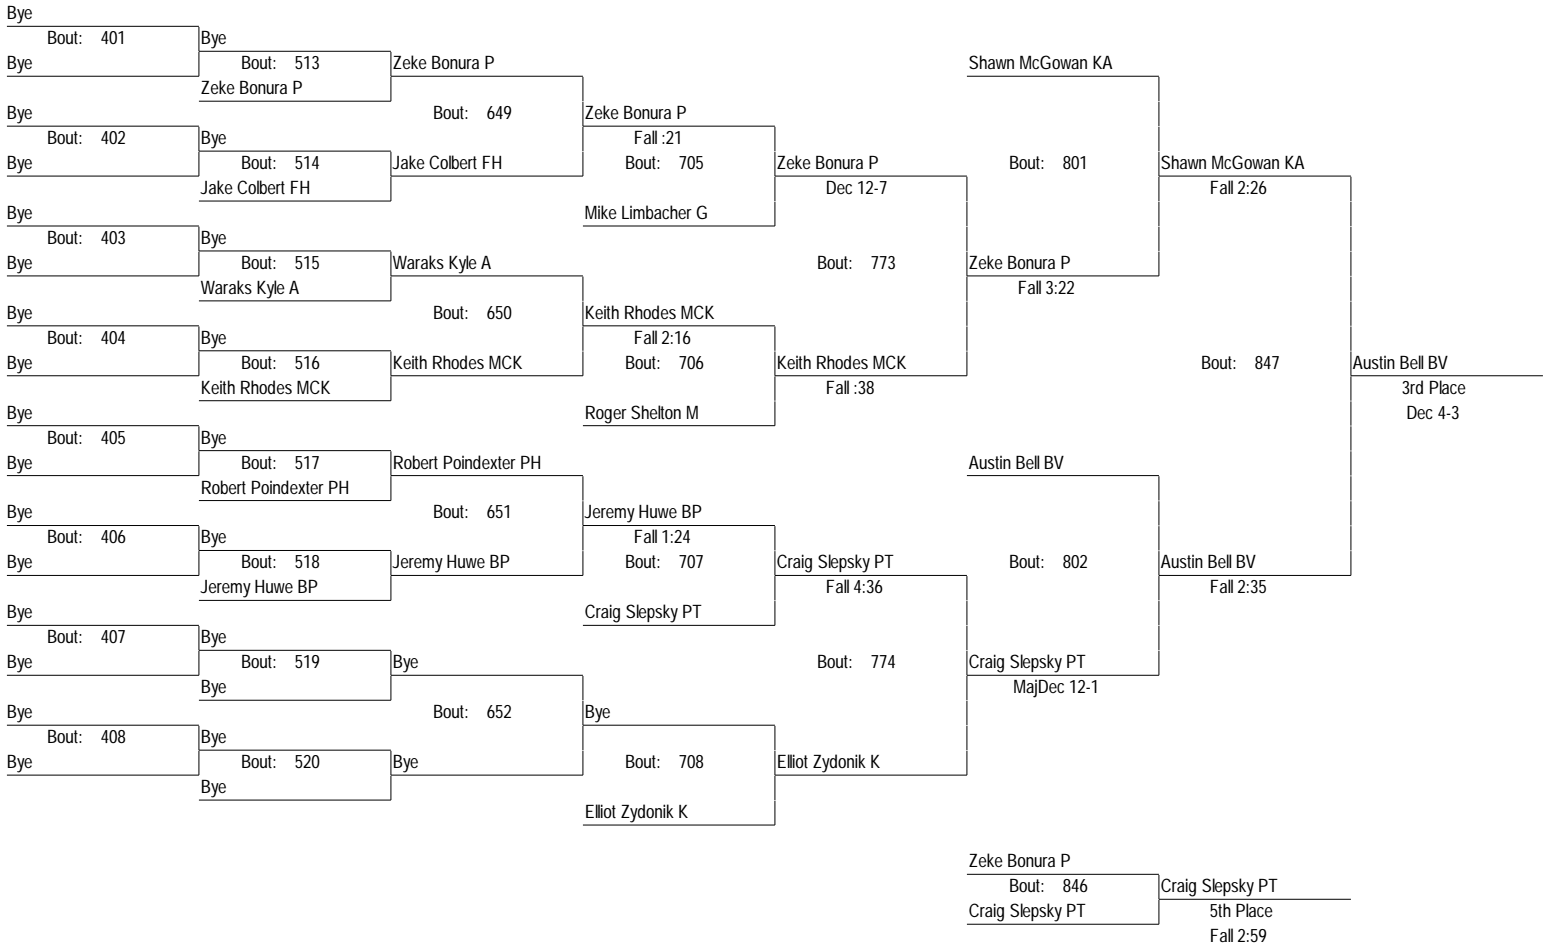 Bye
Bout: 401 Bye
Bye Bout: 513 Zeke Bonura P Shawn McGowan KA
Zeke Bonura P
Bye Bout: 649 Zeke Bonura P
Bout: 402 Bye Fall :21
Bye Bout: 514 Jake Colbert FH Bout: 705 Zeke Bonura P Bout: 801 Shawn McGowan KA
Jake Colbert FH Dec 12-7 Fall 2:26
Bye Mike Limbacher G
Bout: 403 Bye
Bye Bout: 515 Waraks Kyle A Bout: 773 Zeke Bonura P
Waraks Kyle A Fall 3:22
Bye Bout: 650 Keith Rhodes MCK
Bout: 404 Bye Fall 2:16
Bye Bout: 516 Keith Rhodes MCK Bout: 706 Keith Rhodes MCK Bout: 847 Austin Bell BV
Keith Rhodes MCK Fall :38 3rd Place
Bye Roger Shelton M Dec 4-3
Bout: 405 Bye
Bye Bout: 517 Robert Poindexter PH Austin Bell BV
Robert Poindexter PH
Bye Bout: 651 Jeremy Huwe BP
Bout: 406 Bye Fall 1:24
Bye Bout: 518 Jeremy Huwe BP Bout: 707 Craig Slepsky PT Bout: 802 Austin Bell BV
Jeremy Huwe BP Fall 4:36 Fall 2:35
Bye Craig Slepsky PT
Bout: 407 Bye
Bye Bout: 519 Bye Bout: 774 Craig Slepsky PT
Bye MajDec 12-1
Bye Bout: 652 Bye
Bout: 408 Bye
Bye Bout: 520 Bye Bout: 708 Elliot Zydonik K
Bye
Elliot Zydonik K
Zeke Bonura P
Bout: 846 Craig Slepsky PT
Craig Slepsky PT 5th Place
Fall 2:59